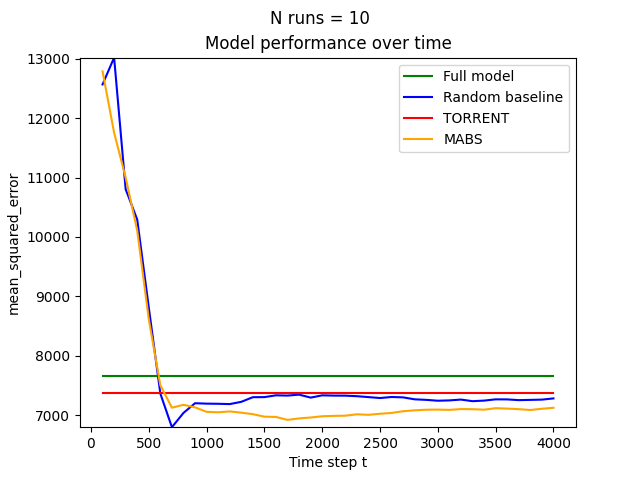 N runs = 10
Model performance over time
mean_squared_error
13000
12000
11000
10000
9000
8000
7000
Full model
Random baseline
TORRENT
MABS
0 500 1000 1500 2000 2500 3000 3500 4000
Time step t